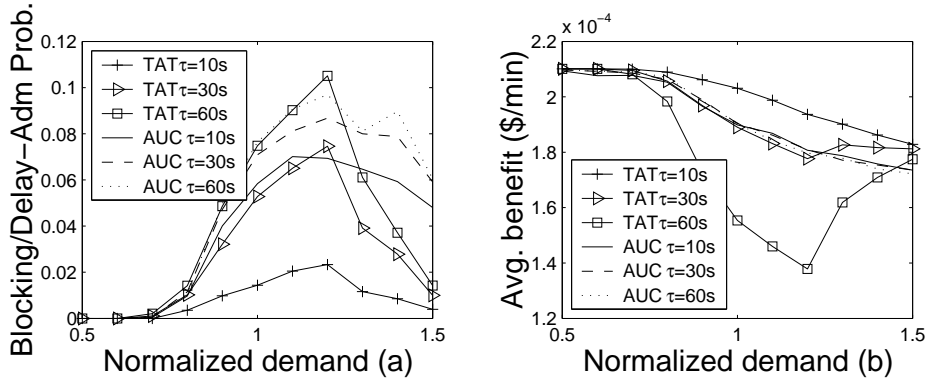 Blocking/Delay−Adm Prob.
0.12
0.1
0.08
0.06
0.04
0.02
0
TAT τ=10s
TAT τ=30s
TAT τ=60s
AUC τ=10s
AUC τ=30s
AUC τ=60s
0.5
1
1.5
Normalized demand (a)
x 10−4
Avg. benefit ($/min)
2.2
2
1.8
1.6
1.4
1.2
TAT τ=10s
TAT τ=30s
TAT τ=60s
AUC τ=10s
AUC τ=30s
AUC τ=60s
0.5
1
1.5
Normalized demand (b)